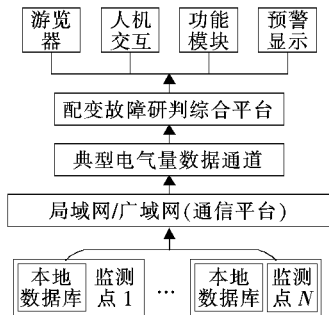 游览 人机 功能 预警
器 交互 模块 显示
配变故障研判综合平台
典型电气量数据通道
局域网/广域网(通信平台)
本地 监测 本地 监测
数据库 点1 … 数据库 点N